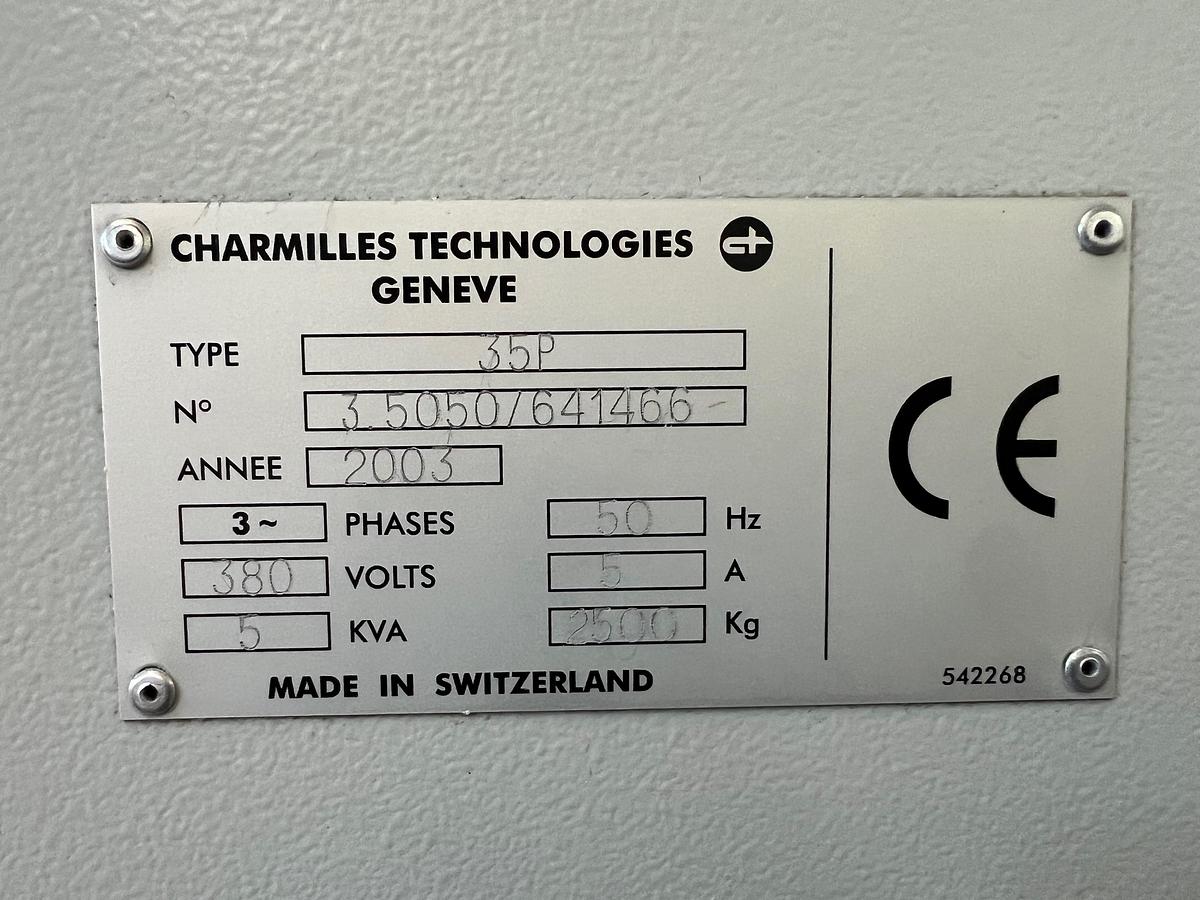 CHARMILLES TECHNOLOGIES
GENEVE
TYPE 35P
Nº 3.5050/641466-
ANNEE 2003
3~ PHASES 50 Hz
380 VOLTS 5 A
5 KVA 2500 Kg
MADE IN SWITZERLAND
CE
542268